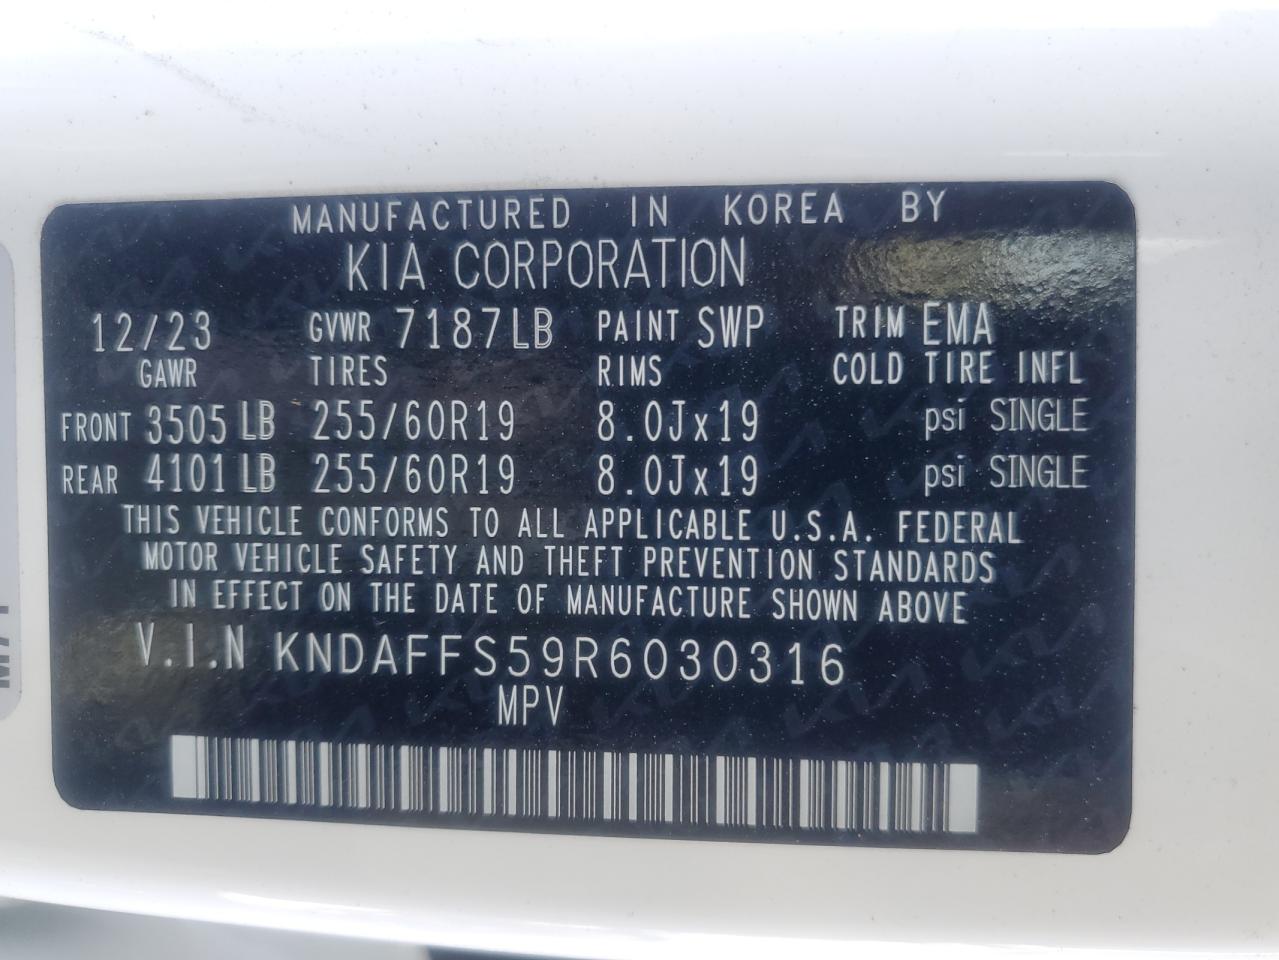 MANUFACTURED IN KOREA BY
KIA CORPORATION
12/23 GVWR 7187LB PAINT SWP TRIM EMA
GAWR TIRES RIMS COLD TIRE INFL
FRONT 3505 LB 255/60R19 8.0Jx19 psi SINGLE
REAR 4101 LB 255/60R19 8.0Jx19 psi SINGLE
THIS VEHICLE CONFORMS TO ALL APPLICABLE U.S.A. FEDERAL
MOTOR VEHICLE SAFETY AND THEFT PREVENTION STANDARDS
IN EFFECT ON THE DATE OF MANUFACTURE SHOWN ABOVE
V.I.N KNDAFFS59R6030316
MPV